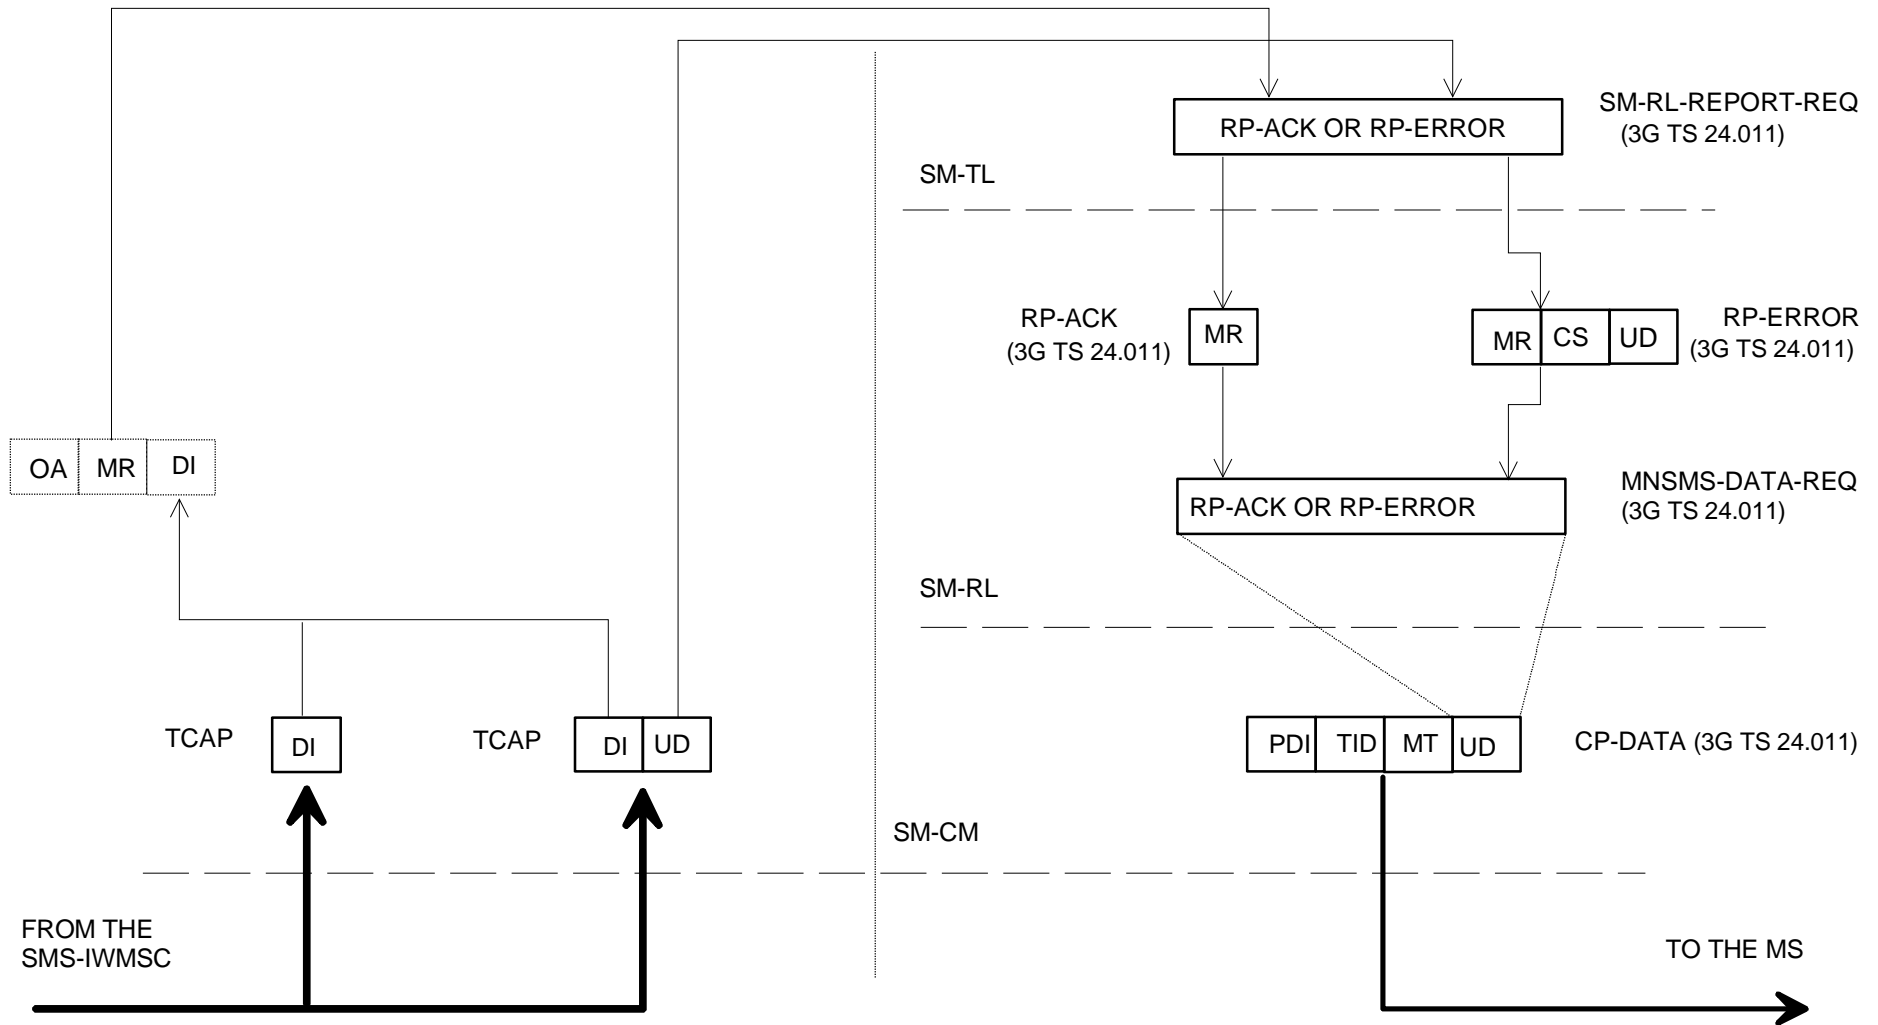 SM-RL-REPORT-REQ
(3G TS 24.011)
RP-ACK OR RP-ERROR
SM-TL
RP-ACK
(3G TS 24.011)
MR
MR CS UD
RP-ERROR
(3G TS 24.011)
OA MR DI
RP-ACK OR RP-ERROR
MNSMS-DATA-REQ
(3G TS 24.011)
SM-RL
TCAP
DI
TCAP
DI UD
PDI TID MT UD
CP-DATA (3G TS 24.011)
SM-CM
FROM THE
SMS-IWMSC
TO THE MS